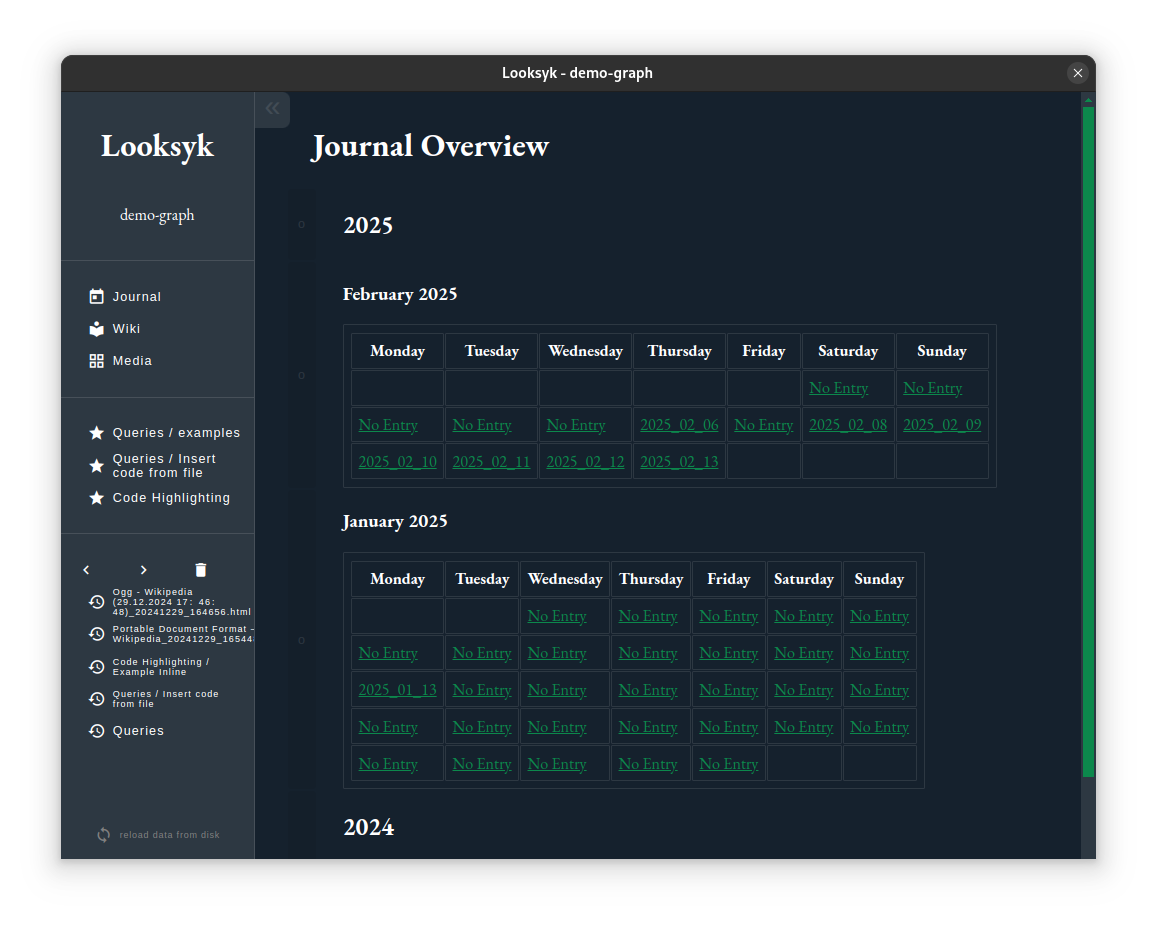 Looksyk - demo-graph
Looksyk
demo-graph
Journal
Wiki
Media
Queries / examples
Queries / Insert
code from file
Code Highlighting
Ogg - Wikipedia
(29.12.2024 17: 46:
48)_20241229_164656.html
Portable Document Format -
Wikipedia_20241229_16544
Code Highlighting /
Example Inline
Queries / Insert code
from file
Queries
reload data from disk
Journal Overview
2025
February 2025
Monday Tuesday Wednesday Thursday Friday Saturday Sunday
No Entry No Entry
No Entry No Entry No Entry 2025_02_06 No Entry 2025_02_08 2025_02_09
2025_02_10 2025_02_11 2025_02_12 2025_02_13
January 2025
Monday Tuesday Wednesday Thursday Friday Saturday Sunday
No Entry No Entry No Entry No Entry No Entry
No Entry No Entry No Entry No Entry No Entry No Entry No Entry
2025_01_13 No Entry No Entry No Entry No Entry No Entry No Entry
No Entry No Entry No Entry No Entry No Entry No Entry No Entry
No Entry No Entry No Entry No Entry No Entry
2024